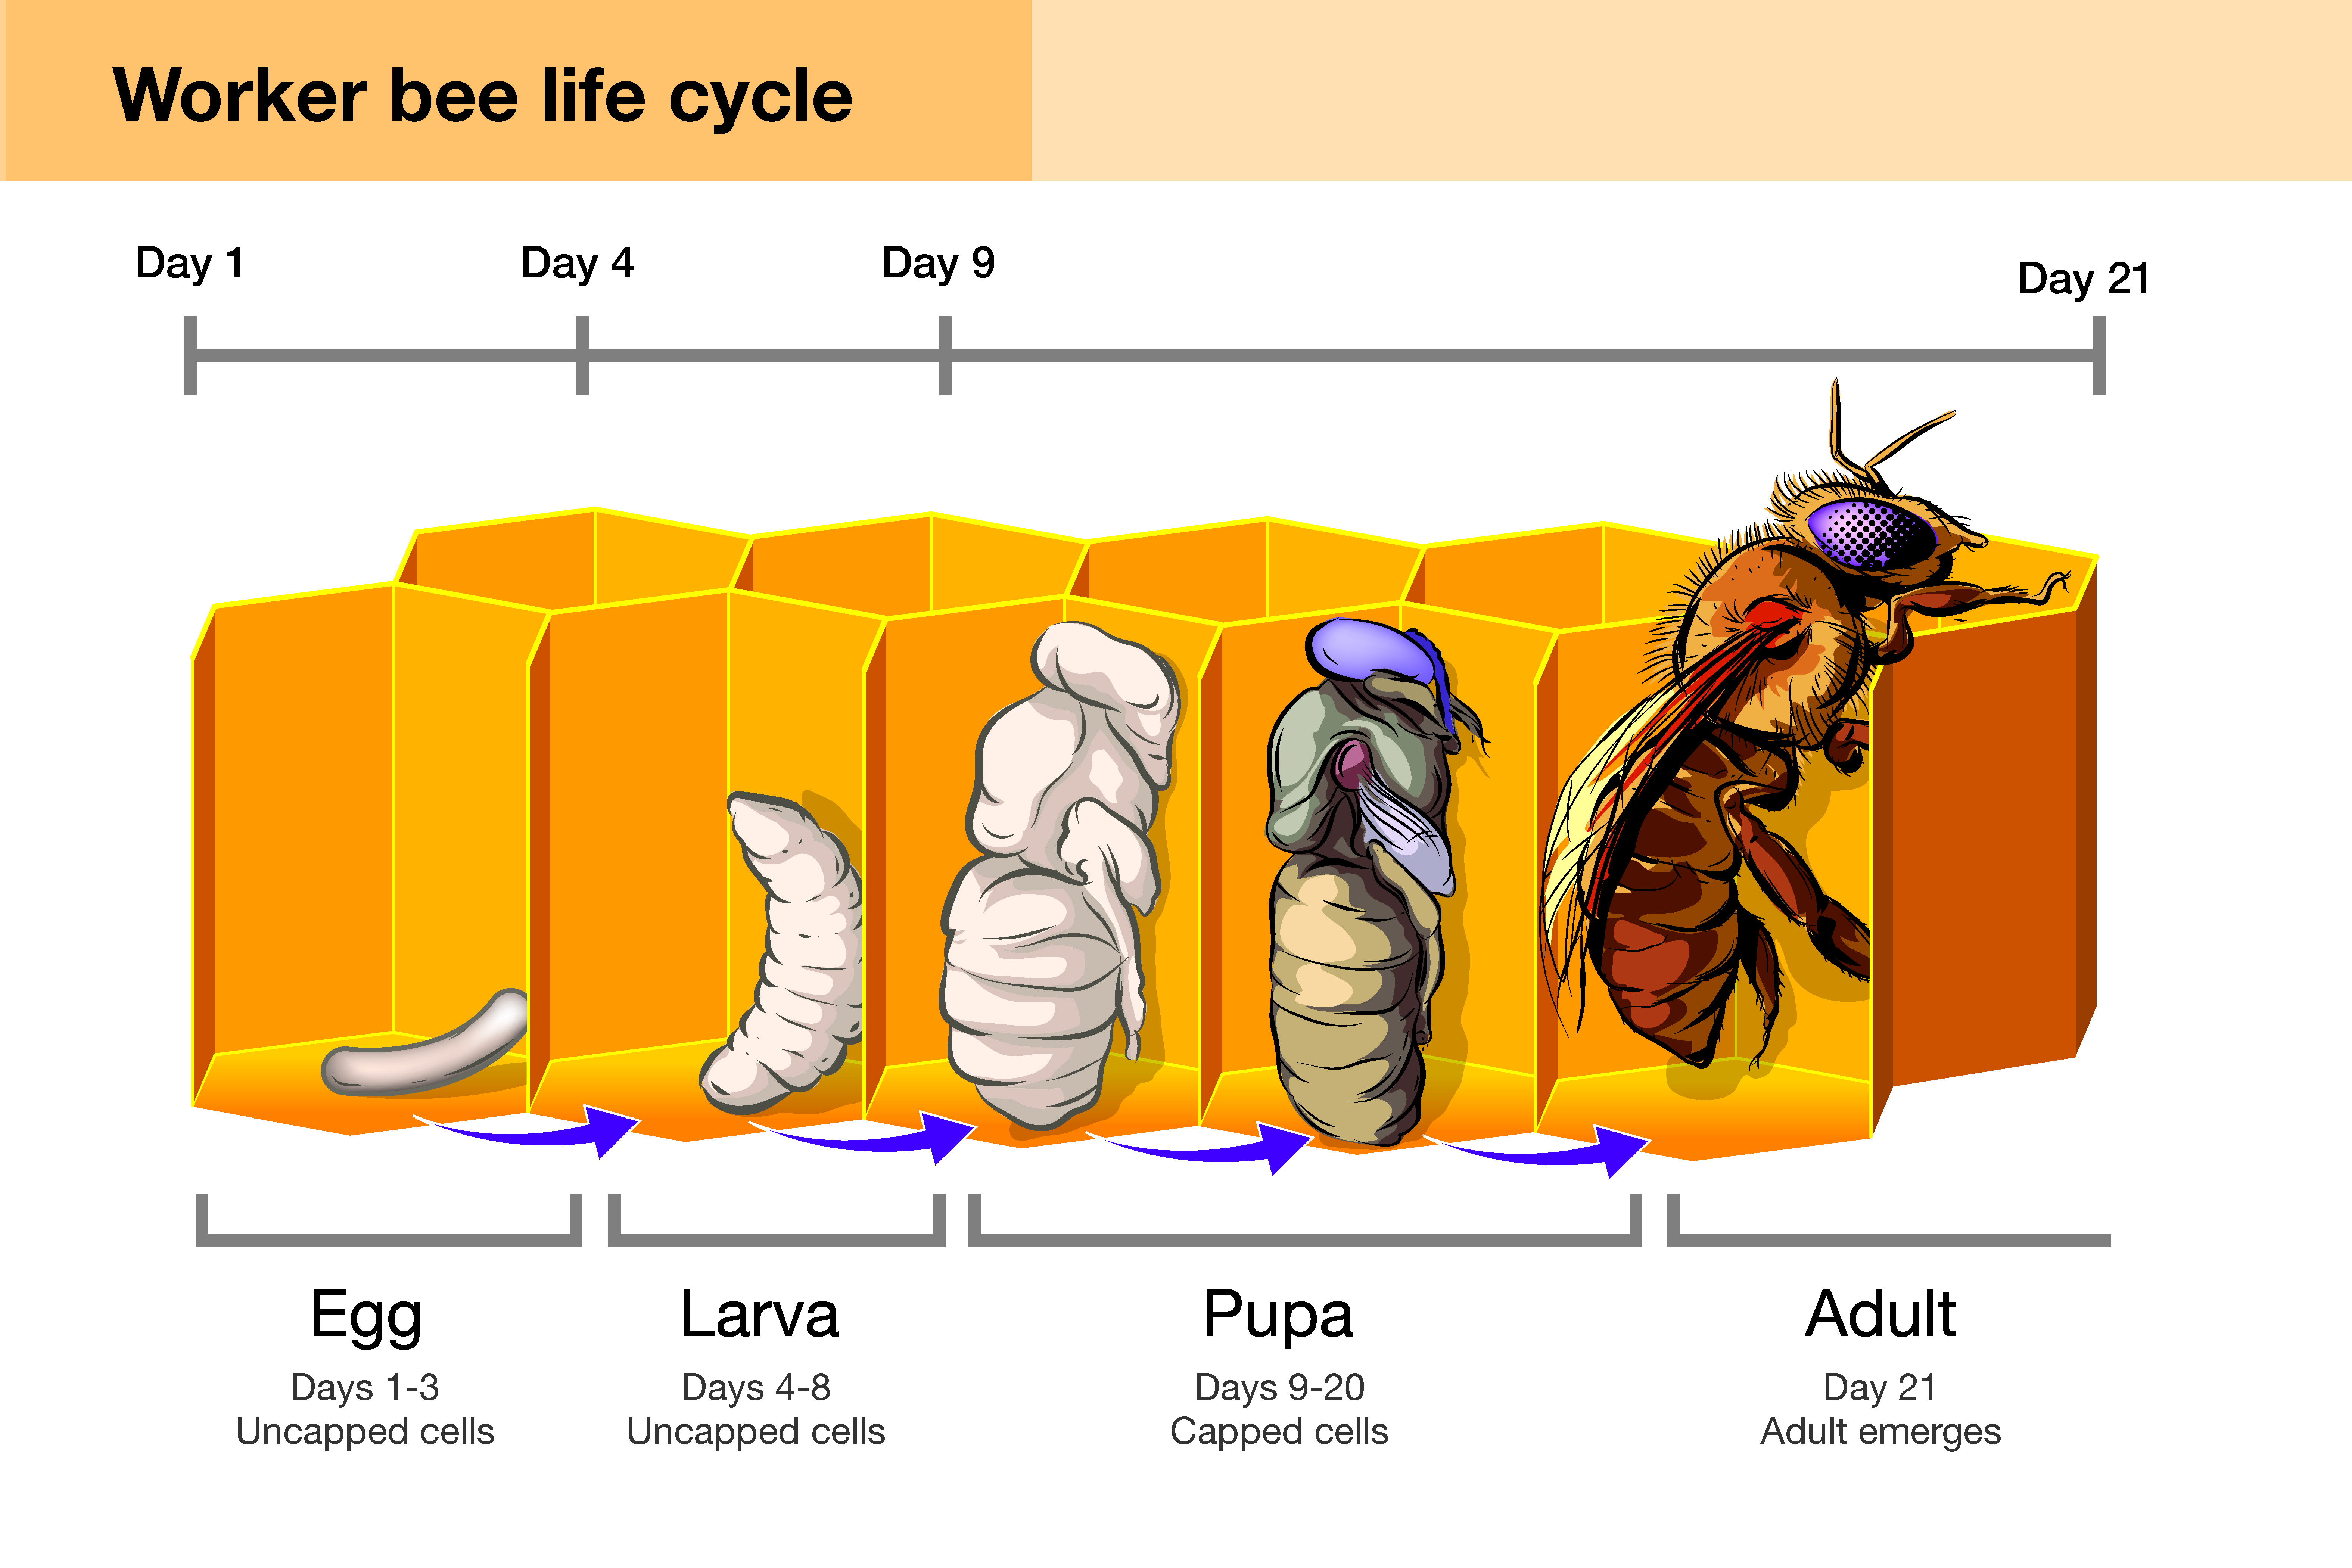 Worker bee life cycle
Day 1
Day 4
Day 9
Day 21
Egg
Days 1-3
Uncapped cells
Larva
Days 4-8
Uncapped cells
Pupa
Days 9-20
Capped cells
Adult
Day 21
Adult emerges